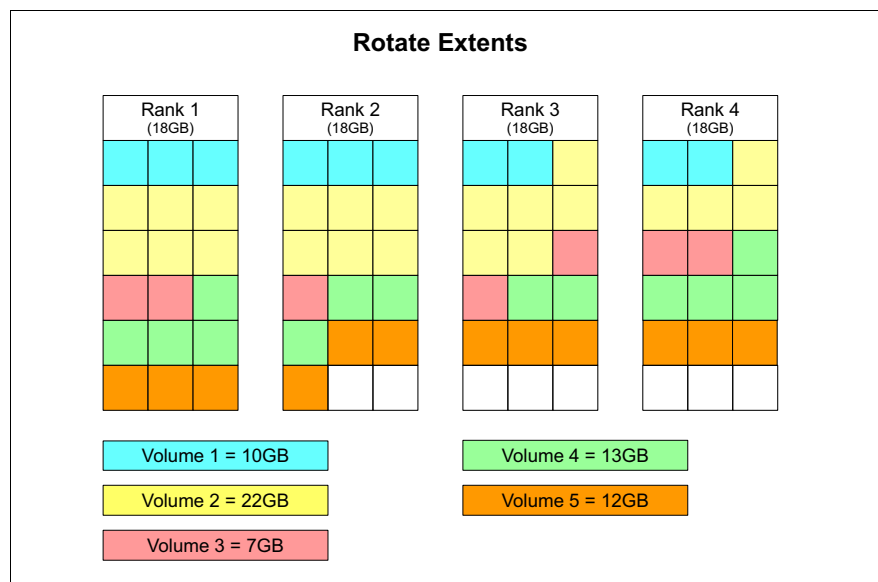 Rotate Extents
Rank 1
(18GB)
Rank 2
(18GB)
Rank 3
(18GB)
Rank 4
(18GB)
Volume 1 = 10GB
Volume 2 = 22GB
Volume 3 = 7GB
Volume 4 = 13GB
Volume 5 = 12GB